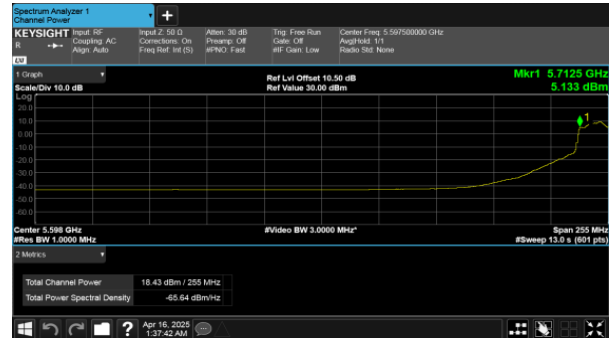 Spectrum Analyzer 1
Channel Power
+
KEYSIGHT
R
LW
Input: RF
Coupling: AC
Align: Auto
Input Z: 50 Ω
Corrections: On
Freq Ref: Int (S)
Atten: 30 dB
Preamp: Off
#PNO: Fast
Trig: Free Run
Gate: Off
#IF Gain: Low
Center Freq: 5.597500000 GHz
Avg|Hold: 1/1
Radio Std: None
1 Graph
Scale/Div 10.0 dB
Ref Lvl Offset 10.50 dB
Ref Value 30.00 dBm
Mkr1 5.7125 GHz
5.133 dBm
Log
20.0
10.0
0.00
-10.0
-20.0
-30.0
-40.0
-50.0
-60.0
1
Center 5.598 GHz
#Res BW 1.0000 MHz
#Video BW 3.0000 MHz*
Span 255 MHz
#Sweep 13.0 s (601 pts)
2 Metrics
Total Channel Power
18.43 dBm / 255 MHz
Total Power Spectral Density
-65.64 dBm/Hz
?
Apr 16, 2025
1:37:42 AM